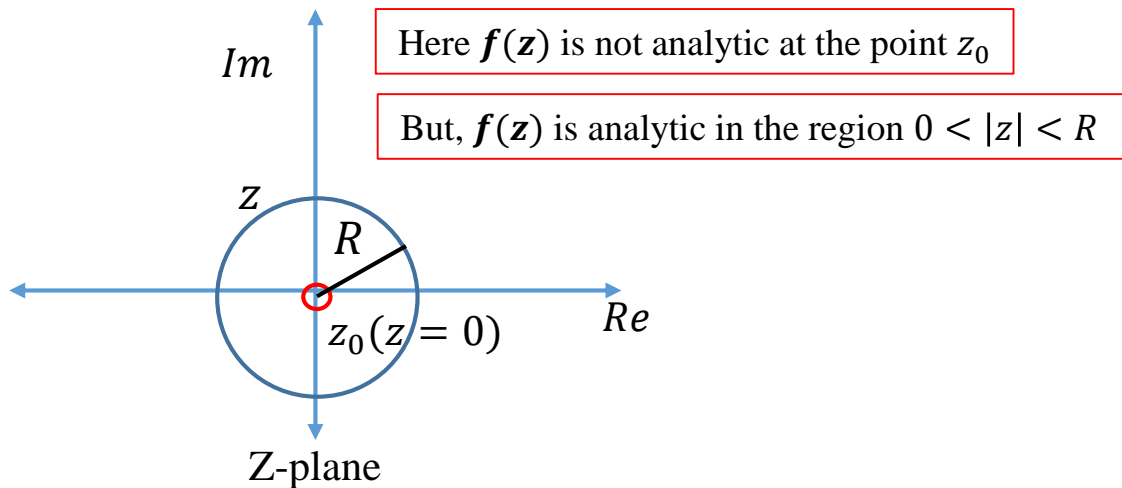 Here f(z) is not analytic at the point z₀
Im
But, f(z) is analytic in the region 0 < |z| < R
z
R
Re
z₀(z = 0)
Z-plane